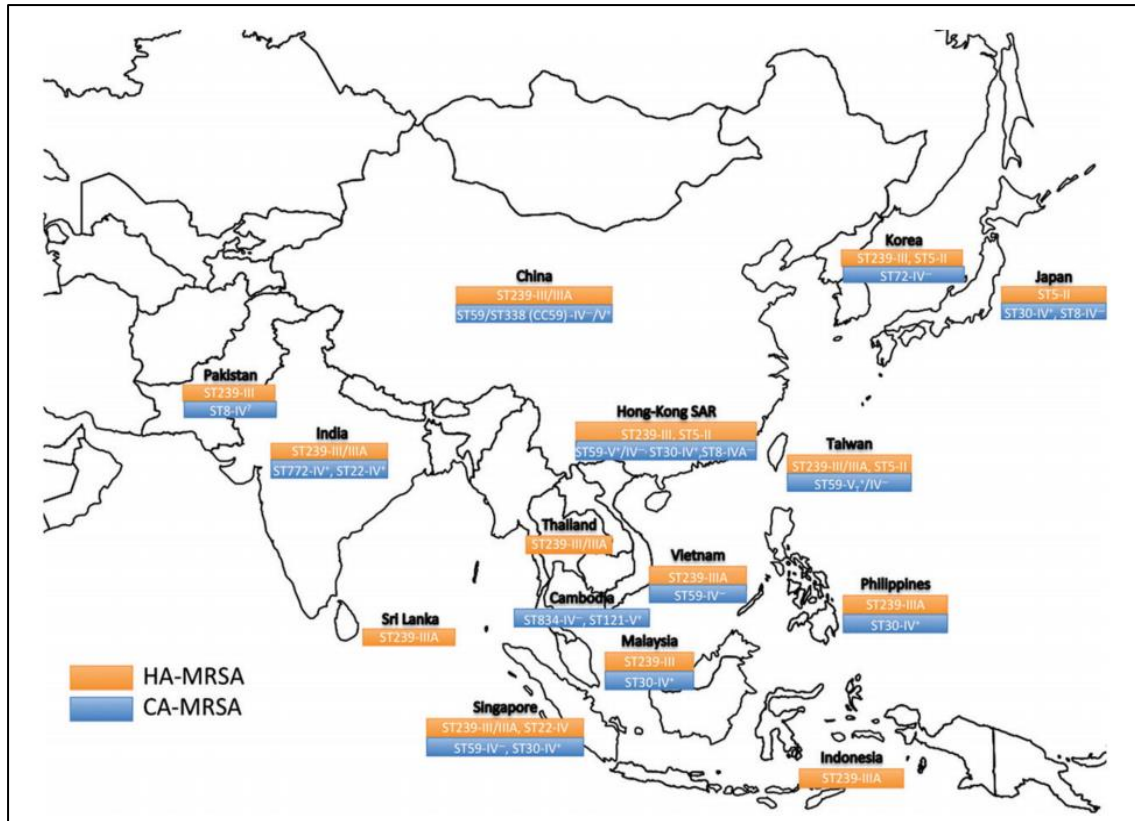 Korea
ST239-III, ST5-II
ST72-IV⁻
China
ST239-III/IIIA
ST59/ST338 (CC59) -IV⁻/V⁺
Japan
ST5-II
ST30-IV⁺, ST8-IV⁻
Pakistan
ST239-III
ST8-IV?
India
ST239-III/IIIA
ST772-IV⁺, ST22-IV⁺
Hong-Kong SAR
ST239-III, ST5-II
ST59-V⁺/IV⁻ ST30-IV⁺,ST8-IVA⁻
Taiwan
ST239-III/IIIA, ST5-II
ST59-V_T⁺/IV⁻
Thailand
ST239-III/IIIA
Vietnam
ST239-IIIA
ST59-IV⁻
Cambodia
ST834-IV⁻, ST121-V⁺
Philippines
ST239-IIIA
ST30-IV⁺
Sri Lanka
ST239-IIIA
Malaysia
ST239-III
ST30-IV⁺
HA-MRSA
CA-MRSA
Singapore
ST239-III/IIIA, ST22-IV
ST59-IV⁻, ST30-IV⁺
Indonesia
ST239-IIIA